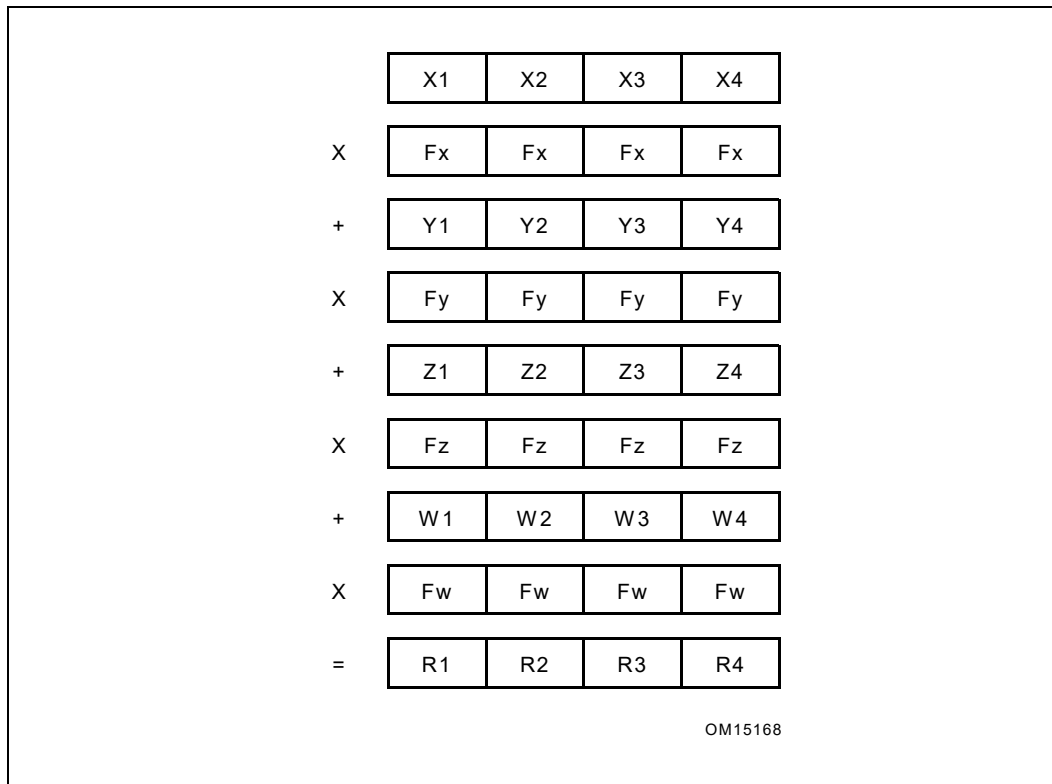 X1 X2 X3 X4
X Fx Fx Fx Fx
+ Y1 Y2 Y3 Y4
X Fy Fy Fy Fy
+ Z1 Z2 Z3 Z4
X Fz Fz Fz Fz
+ W1 W2 W3 W4
X Fw Fw Fw Fw
= R1 R2 R3 R4
OM15168